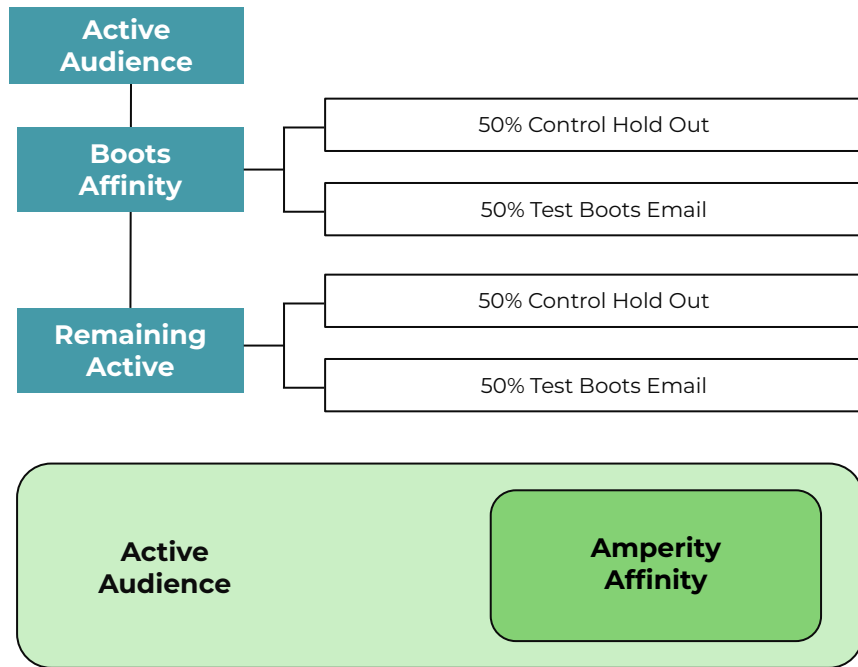 Active
Audience
50% Control Hold Out
Boots
Affinity
50% Test Boots Email
50% Control Hold Out
Remaining
Active
50% Test Boots Email
Active
Audience
Amperity
Affinity